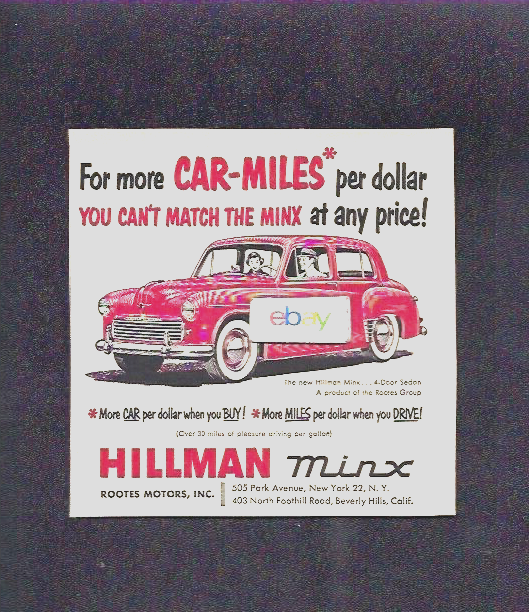 For more CAR-MILES* per dollar
YOU CAN'T MATCH THE MINX at any price!
ebay
The new Hillman Minx . . . 4-Door Sedan
A product of the Rootes Group
*More CAR per dollar when you BUY! *More MILES per dollar when you DRIVE!
(Over 30 miles of pleasure driving per gallon)
HILLMAN minx
ROOTES MOTORS, INC.
505 Park Avenue, New York 22, N. Y.
403 North Foothill Road, Beverly Hills, Calif.